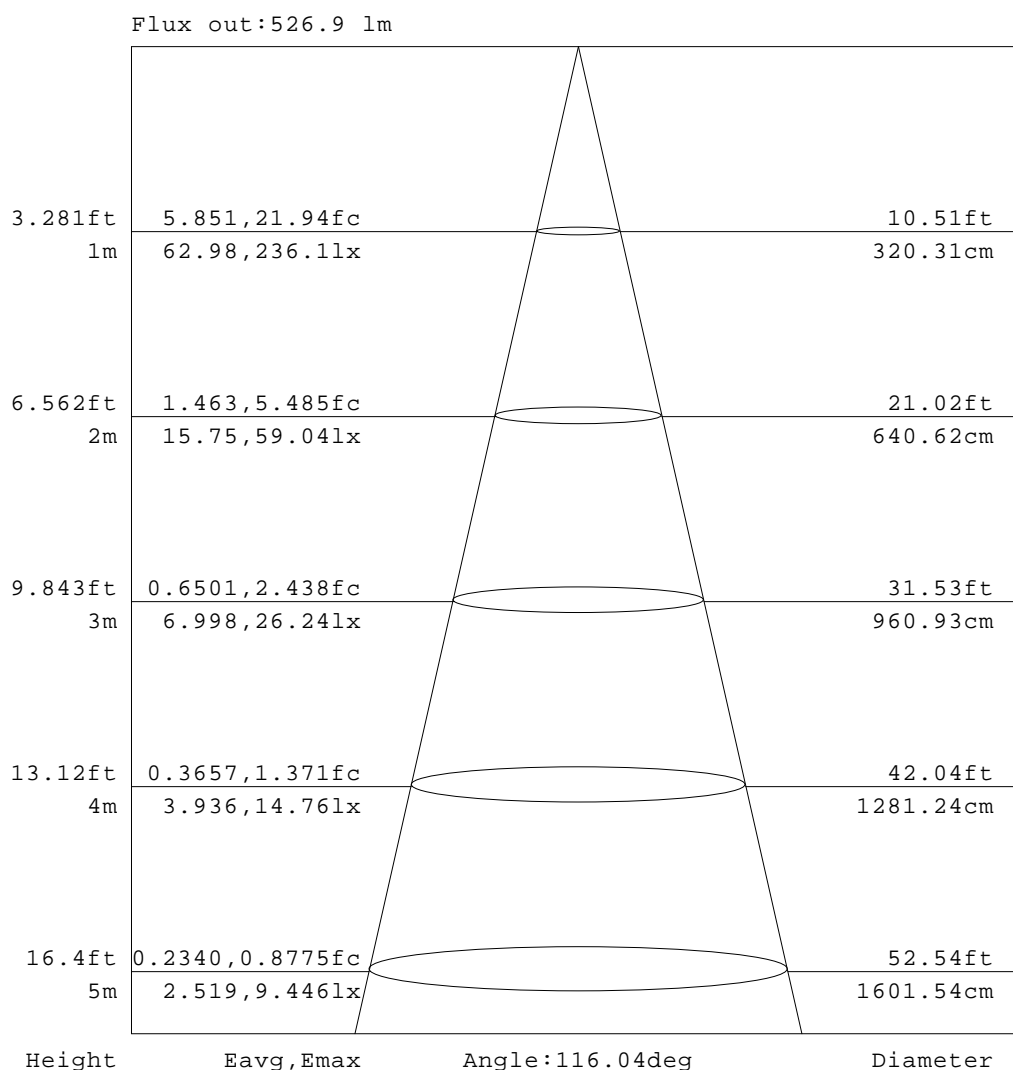 Flux out:526.9 lm
3.281ft 5.851,21.94fc 10.51ft
1m 62.98,236.1lx 320.31cm
6.562ft 1.463,5.485fc 21.02ft
2m 15.75,59.04lx 640.62cm
9.843ft 0.6501,2.438fc 31.53ft
3m 6.998,26.24lx 960.93cm
13.12ft 0.3657,1.371fc 42.04ft
4m 3.936,14.76lx 1281.24cm
16.4ft 0.2340,0.8775fc 52.54ft
5m 2.519,9.446lx 1601.54cm
Height Eavg,Emax Angle:116.04deg Diameter